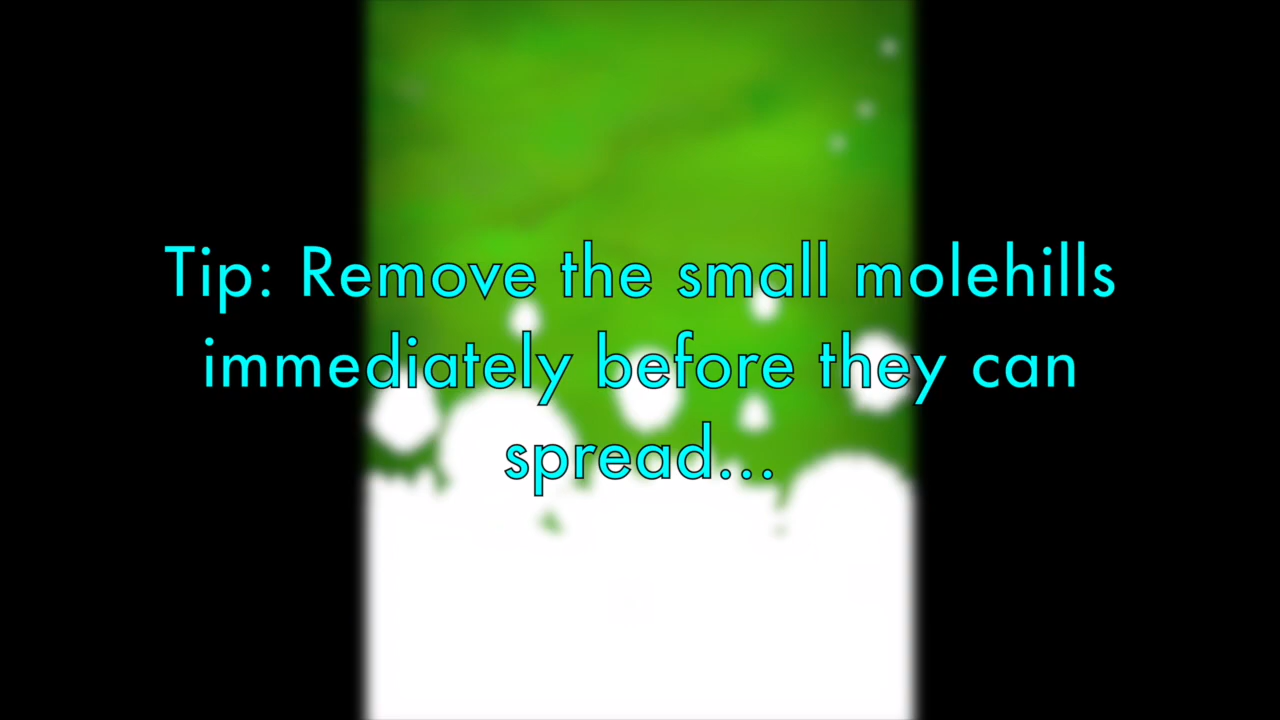 Tip: Remove the small molehills
immediately before they can
spread...